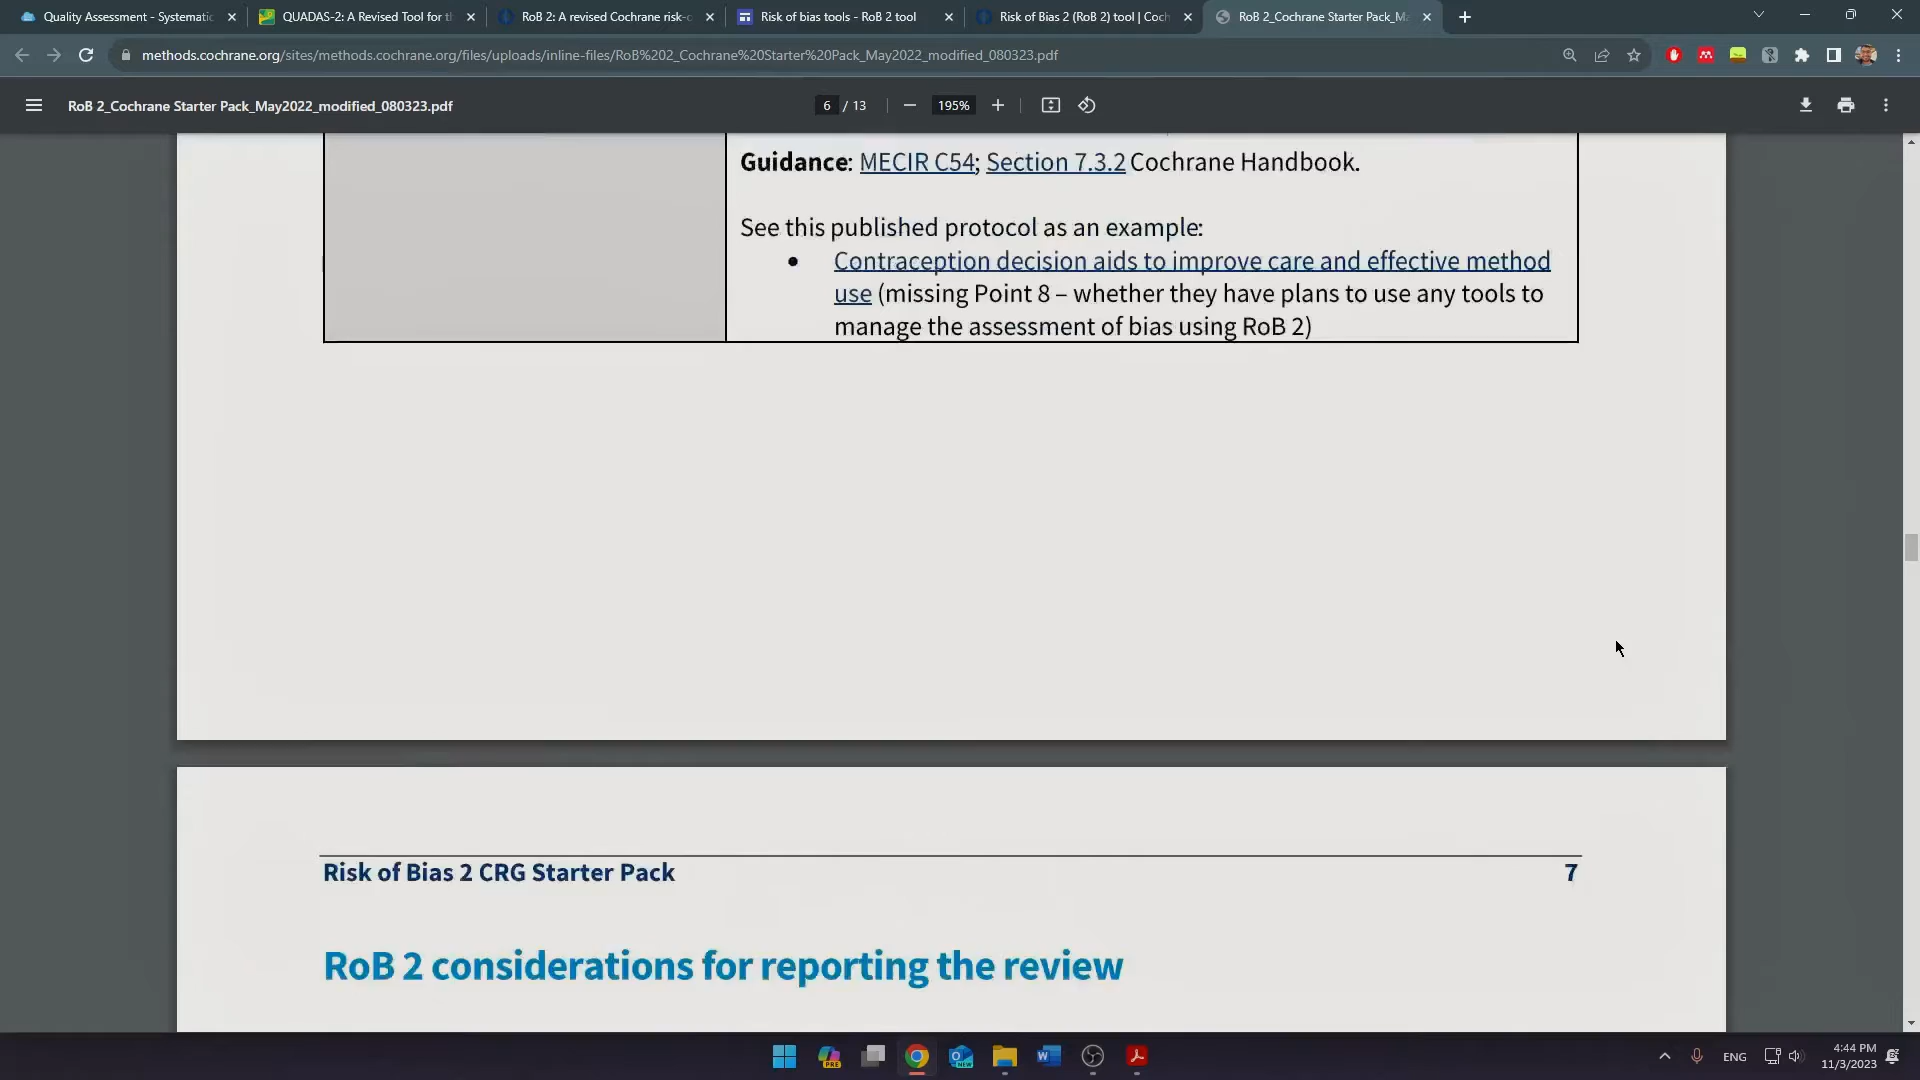 Quality Assessment - Systematic
QUADAS-2: A Revised Tool for t
RoB 2: A revised Cochrane risk-
Risk of bias tools - RoB 2 tool
Risk of Bias 2 (RoB 2) tool | Coch
RoB 2_Cochrane Starter Pack_M
methods.cochrane.org/sites/methods.cochrane.org/files/uploads/inline-files/RoB%202_Cochrane%20Starter%20Pack_May2022_modified_080323.pdf
RoB 2_Cochrane Starter Pack_May2022_modified_080323.pdf
6 / 13
195%
Guidance: MECIR C54; Section 7.3.2 Cochrane Handbook.
See this published protocol as an example:
• Contraception decision aids to improve care and effective method
use (missing Point 8 – whether they have plans to use any tools to
manage the assessment of bias using RoB 2)
Risk of Bias 2 CRG Starter Pack 7
RoB 2 considerations for reporting the review
ENG
4:44 PM
11/3/2023